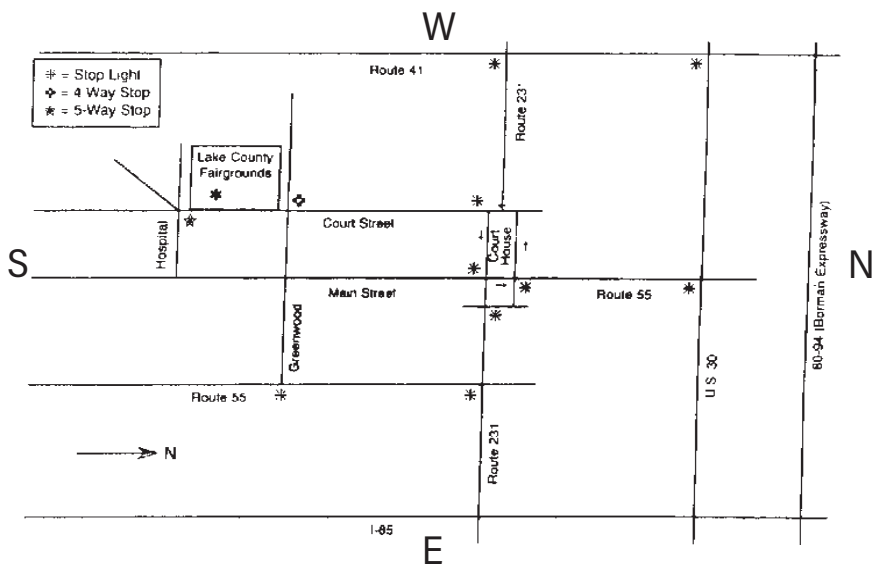 W
✳ = Stop Light
✥ = 4 Way Stop
✬ = 5-Way Stop
Route 41
Route 231
Lake County
Fairgrounds
Hospital
Court Street
Court
House
S
N
Main Street
Route 55
Greenwood
80-94 (Borman Expressway)
U S 30
Route 55
Route 231
N
I-65
E